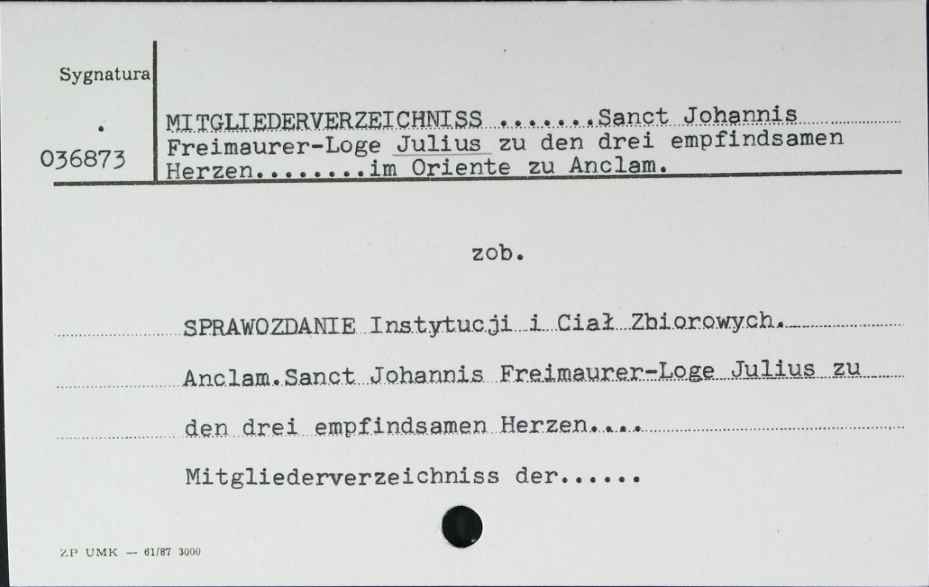 Sygnatura
036873
MITGLIEDERVERZEICHNISS .......Sanct Johannis
Freimaurer-Loge Julius zu den drei empfindsamen
Herzen........im Oriente zu Anclam.
zob.
SPRAWOZDANIE Instytucji i Ciał Zbiorowych.
Anclam.Sanct Johannis Freimaurer-Loge Julius zu
den drei empfindsamen Herzen....
Mitgliederverzeichniss der......
ZP UMK — 61/87 3000